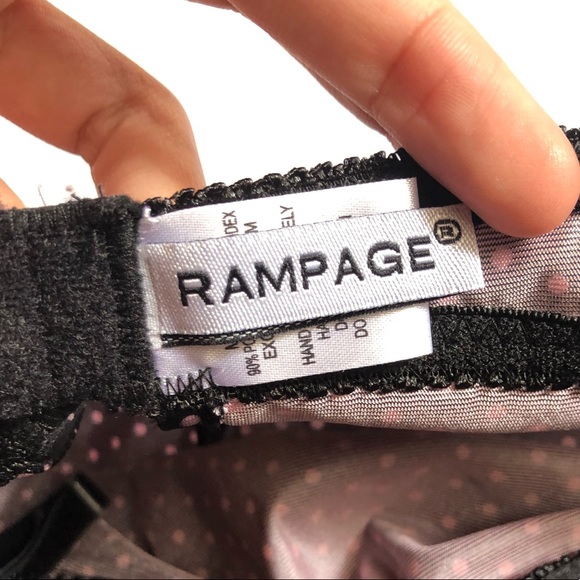 RAMPAGE®
DEX
M
ELY
90% PO
EXC
HAND
HA
D
DO